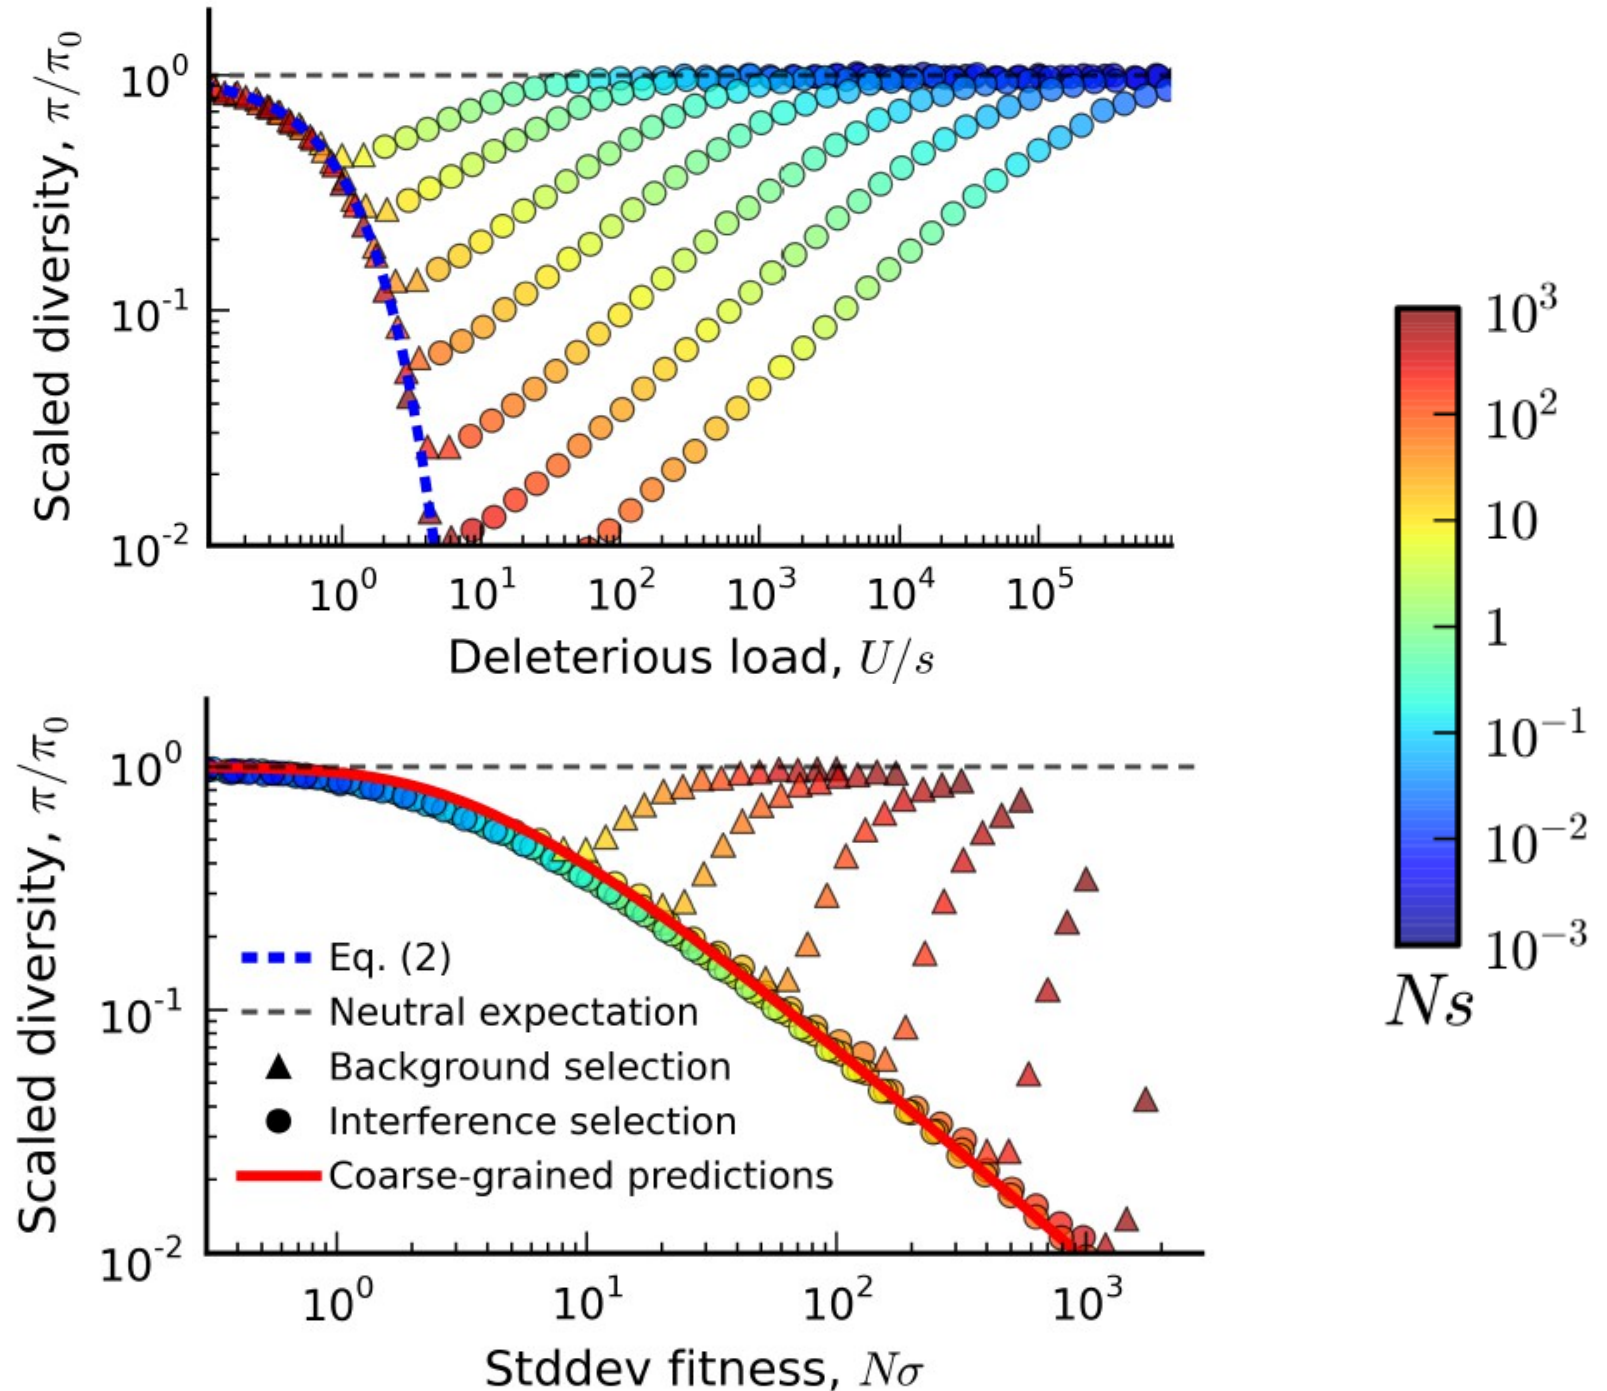 Scaled diversity, π/π₀
10⁰
10⁻¹
10⁻²
10⁰ 10¹ 10² 10³ 10⁴ 10⁵
Deleterious load, U/s
10³
10²
10
1
10⁻¹
10⁻²
10⁻³
Ns
Scaled diversity, π/π₀
10⁰
10⁻¹
10⁻²
Eq. (2)
Neutral expectation
Background selection
Interference selection
Coarse-grained predictions
10⁰ 10¹ 10² 10³
Stddev fitness, Nσ